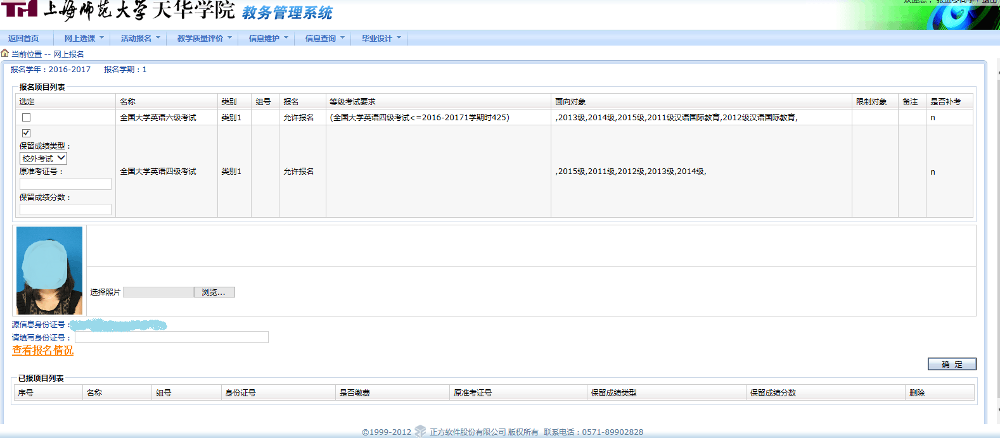 上海师范大学天华学院 教务管理系统
返回首页 网上选课 活动报名 教学质量评价 信息维护 信息查询 毕业设计
当前位置 -- 网上报名
报名学年：2016-2017 报名学期：1
报名项目列表
选定 名称 类别 组号 报名 等级考试要求 面向对象 限制对象 备注 是否补考
全国大学英语六级考试 类别1 允许报名 (全国大学英语四级考试<=2016-20171学期时425) ,2013级,2014级,2015级,2011级汉语国际教育,2012级汉语国际教育, n
保留成绩类型：
校外考试
原准考证号：
保留成绩分数：
全国大学英语四级考试 类别1 允许报名 ,2015级,2011级,2012级,2013级,2014级, n
选择照片 浏览...
源信息身份证号：
请填写身份证号：
查看报名情况
确 定
已报项目列表
序号 名称 组号 身份证号 是否缴费 原准考证号 保留成绩类型 保留成绩分数 删除
©1999-2012 正方软件股份有限公司 版权所有 联系电话：0571-89902828